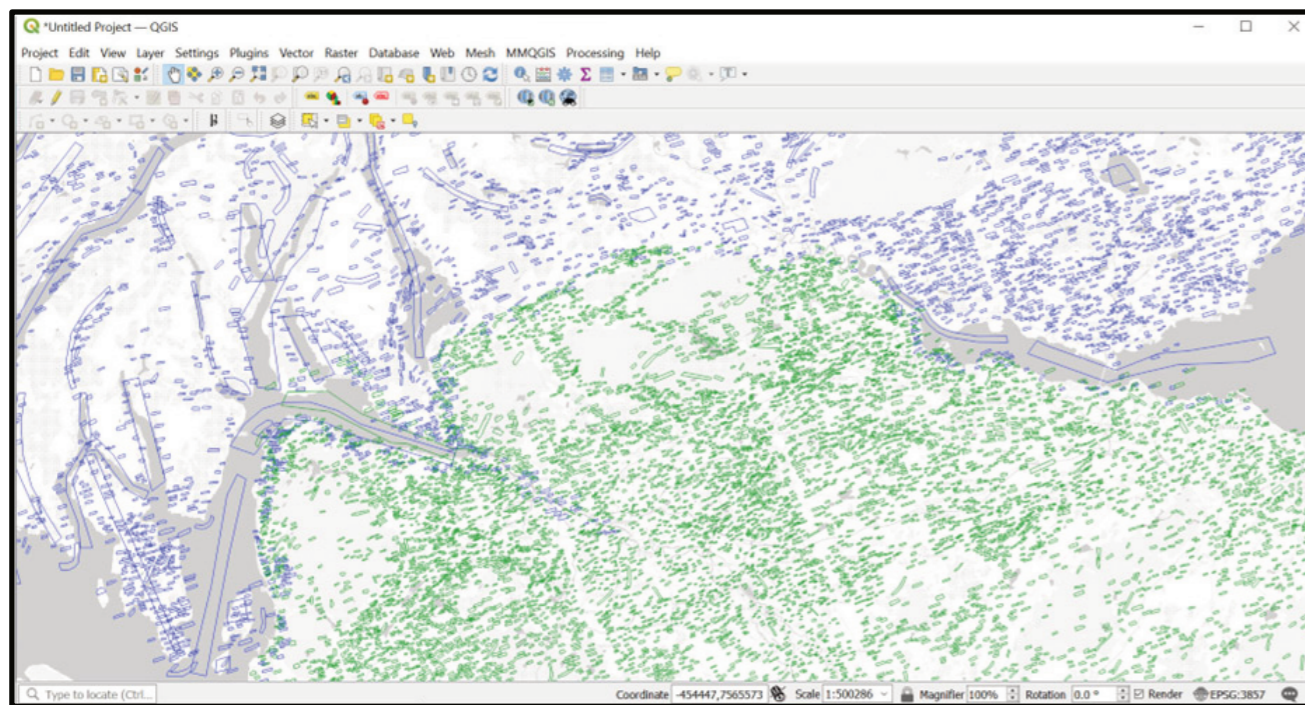 *Untitled Project — QGIS
Project Edit View Layer Settings Plugins Vector Raster Database Web Mesh MMQGIS Processing Help
Type to locate (Ctrl... Coordinate -454447,7565573 Scale 1:500286 Magnifier 100% Rotation 0.0 ° Render EPSG:3857